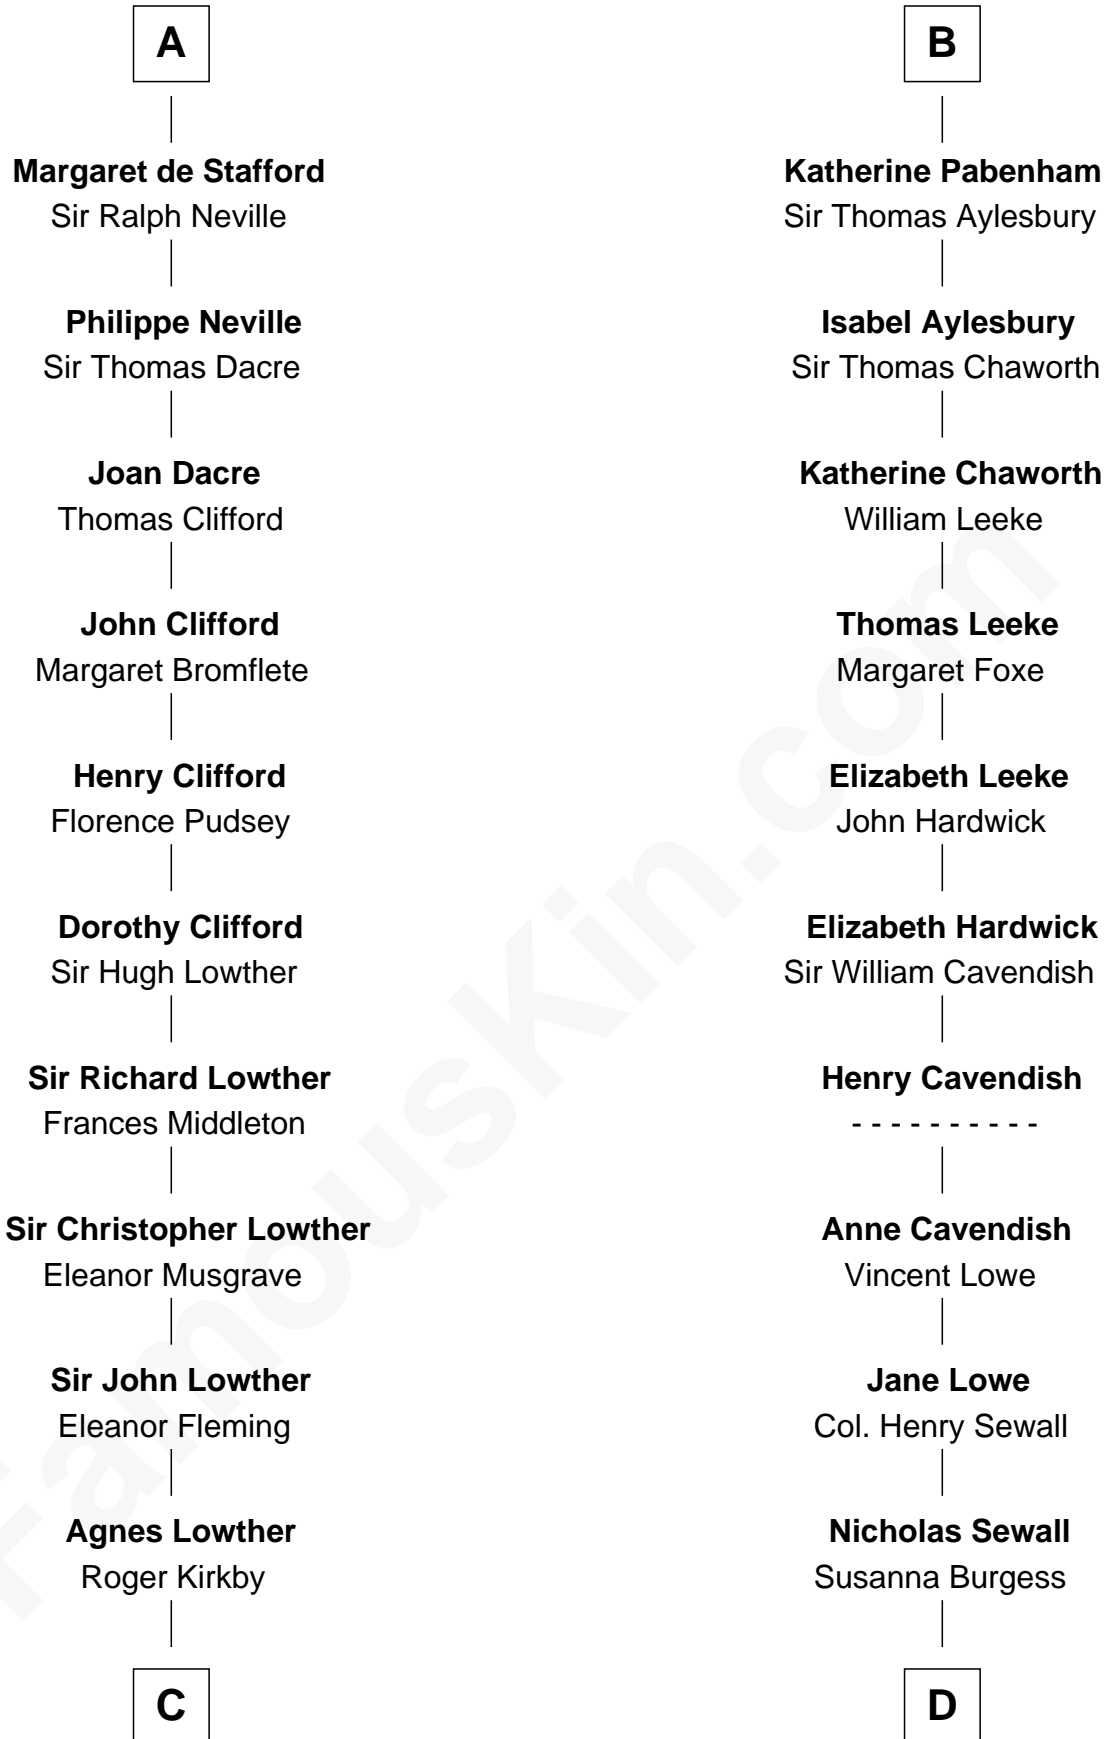 A
Margaret de Stafford
Sir Ralph Neville
Philippe Neville
Sir Thomas Dacre
Joan Dacre
Thomas Clifford
John Clifford
Margaret Bromflete
Henry Clifford
Florence Pudsey
Dorothy Clifford
Sir Hugh Lowther
Sir Richard Lowther
Frances Middleton
Sir Christopher Lowther
Eleanor Musgrave
Sir John Lowther
Eleanor Fleming
Agnes Lowther
Roger Kirkby
C
B
Katherine Pabenham
Sir Thomas Aylesbury
Isabel Aylesbury
Sir Thomas Chaworth
Katherine Chaworth
William Leeke
Thomas Leeke
Margaret Foxe
Elizabeth Leeke
John Hardwick
Elizabeth Hardwick
Sir William Cavendish
Henry Cavendish
- - - - - - - - - -
Anne Cavendish
Vincent Lowe
Jane Lowe
Col. Henry Sewall
Nicholas Sewall
Susanna Burgess
D
FamousKin.com